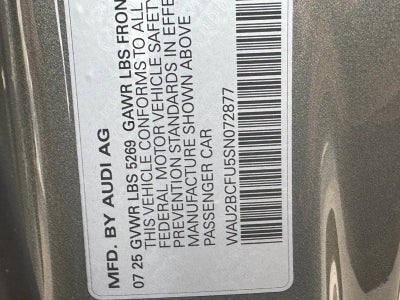 MFD. BY AUDI AG
07 25 GVWR LBS 5269 GAWR LBS FRON
THIS VEHICLE CONFORMS TO ALL
FEDERAL MOTOR VEHICLE SAFETY
PREVENTION STANDARDS IN EFFE
MANUFACTURE SHOWN ABOVE
PASSENGER CAR
WAU2BCFU5SN072877